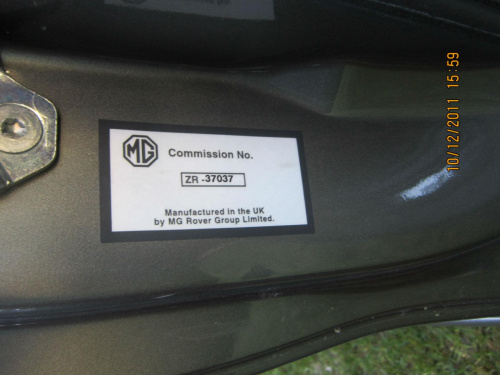 MG
Commission No.
ZR - 37037
Manufactured in the UK
by MG Rover Group Limited.
10/12/2011 15:59